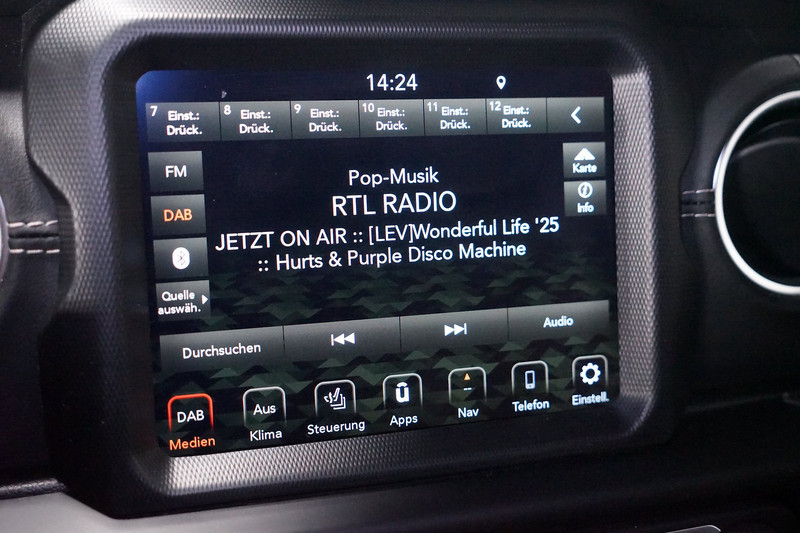 14:24
7 Einst.: Drück.
8 Einst.: Drück.
9 Einst.: Drück.
10 Einst.: Drück.
11 Einst.: Drück.
12 Einst.: Drück.
FM
DAB
Quelle
auswäh.
Pop-Musik
RTL RADIO
JETZT ON AIR :: [LEV]Wonderful Life '25
:: Hurts & Purple Disco Machine
Karte
Info
Durchsuchen
Audio
DAB
Medien
Aus
Klima
Steuerung
Apps
Nav
Telefon
Einstell.